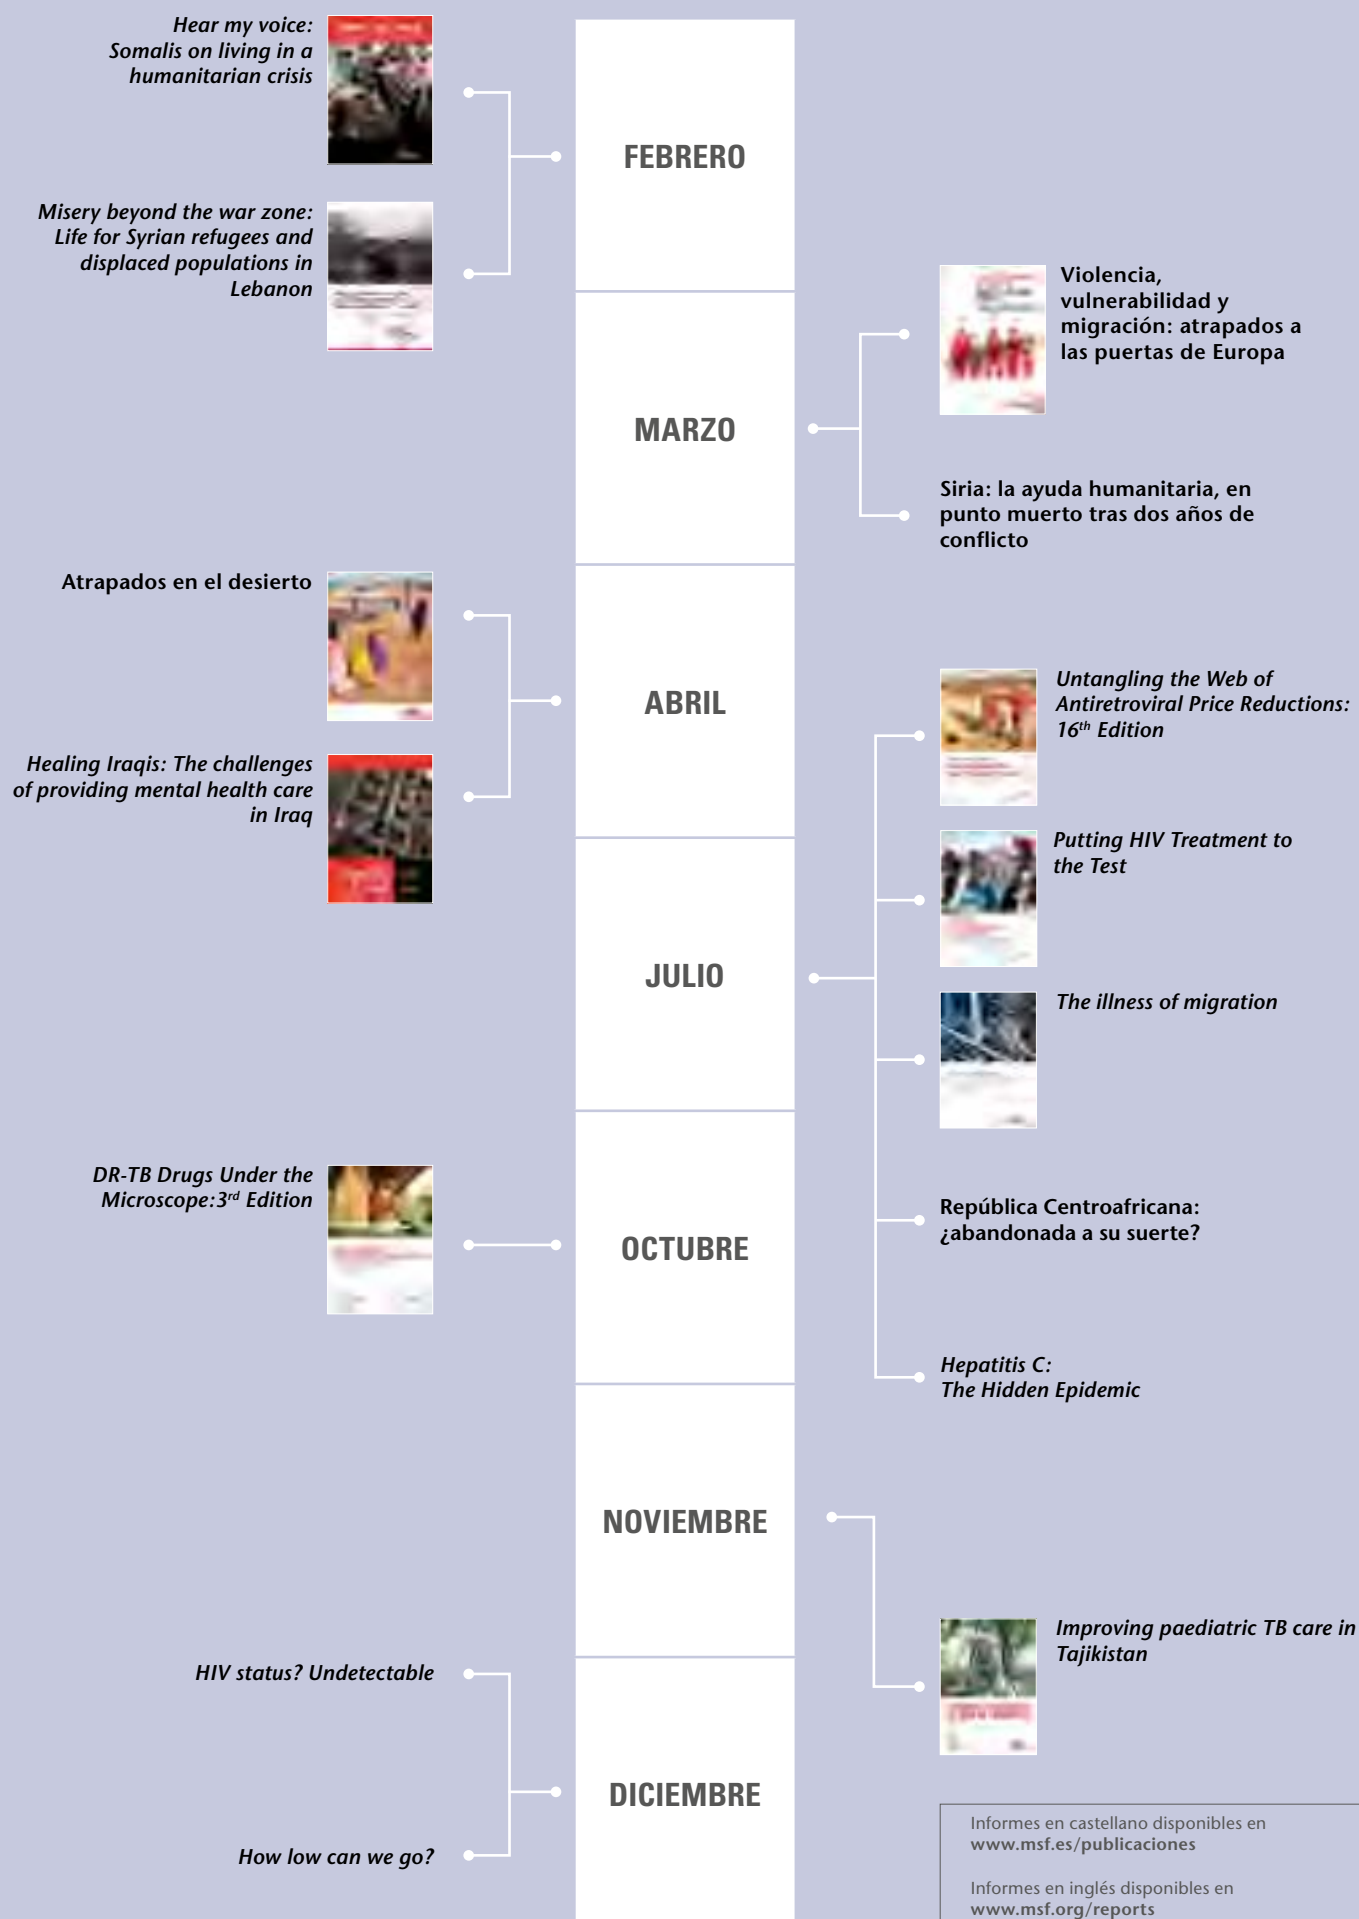 Hear my voice:
Somalis on living in a
humanitarian crisis
FEBRERO
Misery beyond the war zone:
Life for Syrian refugees and
displaced populations in
Lebanon
Violencia,
vulnerabilidad y
migración: atrapados a
las puertas de Europa
MARZO
Siria: la ayuda humanitaria, en
punto muerto tras dos años de
conflicto
Atrapados en el desierto
ABRIL
Healing Iraqis: The challenges
of providing mental health care
in Iraq
Untangling the Web of
Antiretroviral Price Reductions:
16th Edition
Putting HIV Treatment to
the Test
JULIO
The illness of migration
República Centroafricana:
¿abandonada a su suerte?
Hepatitis C:
The Hidden Epidemic
DR-TB Drugs Under the
Microscope:3rd Edition
OCTUBRE
NOVIEMBRE
Improving paediatric TB care in
Tajikistan
HIV status? Undetectable
DICIEMBRE
How low can we go?
Informes en castellano disponibles en
www.msf.es/publicaciones
Informes en inglés disponibles en
www.msf.org/reports